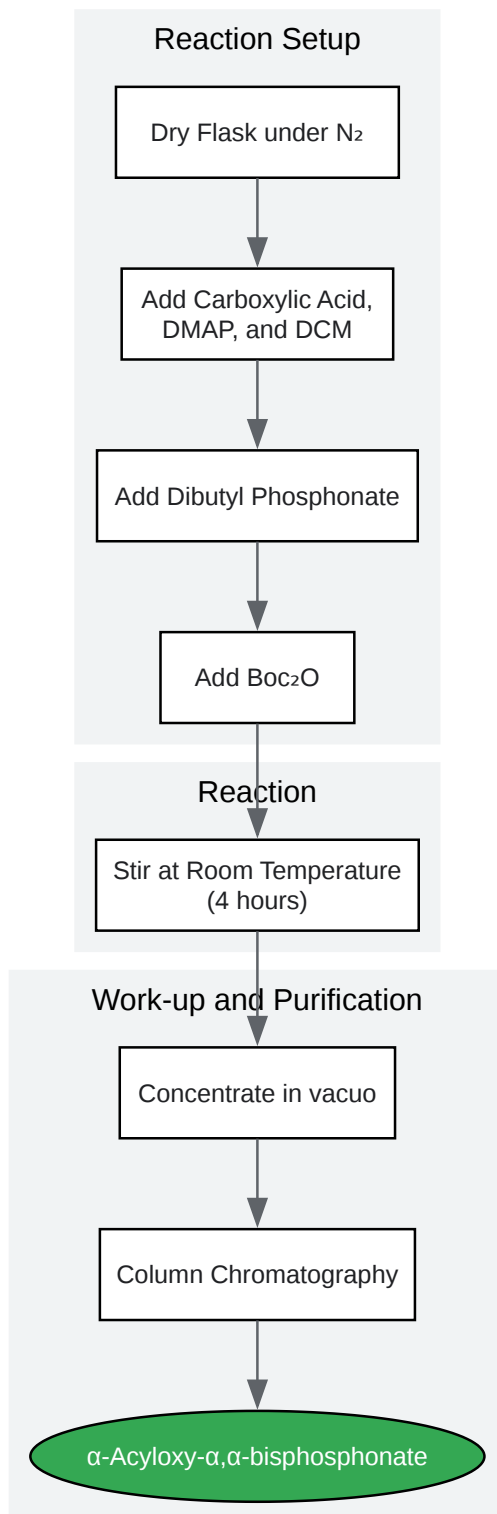 Reaction Setup
Dry Flask under N₂
Add Carboxylic Acid,
DMAP, and DCM
Add Dibutyl Phosphonate
Add Boc₂O
Reaction
Stir at Room Temperature
(4 hours)
Work-up and Purification
Concentrate in vacuo
Column Chromatography
α-Acyloxy-α,α-bisphosphonate